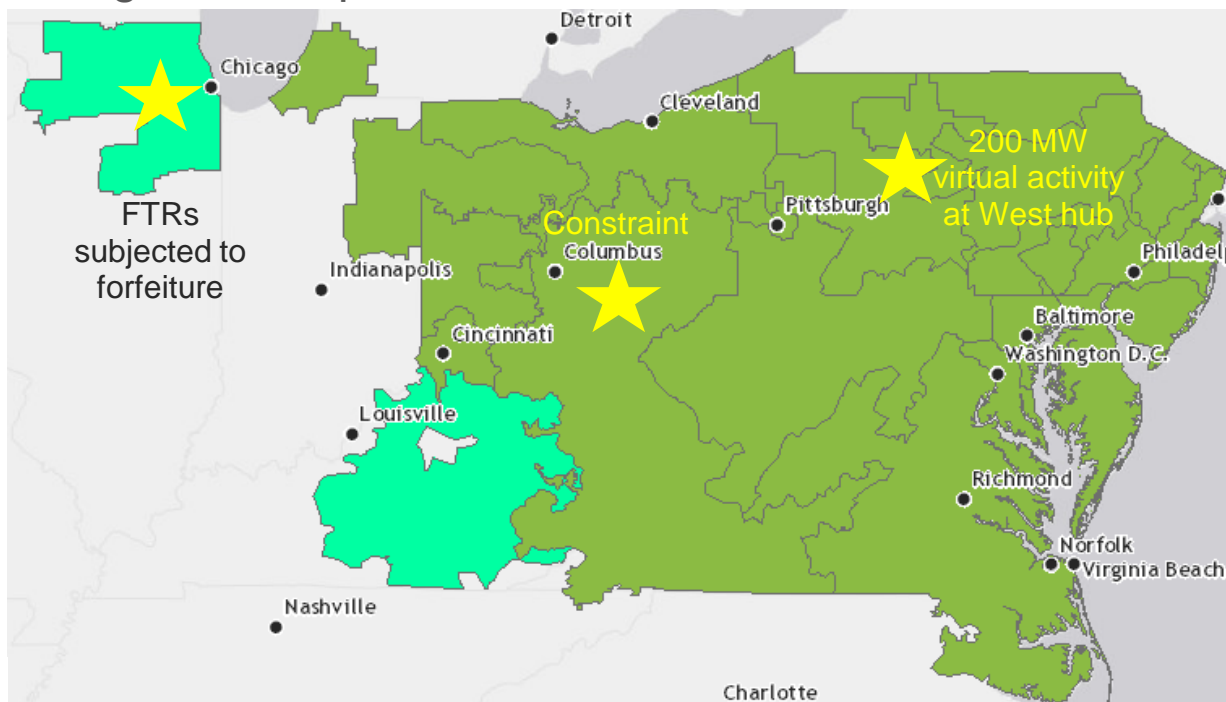 Detroit
Chicago
Cleveland
200 MW
virtual activity
at West hub
Pittsburgh
FTRs
subjected to
forfeiture
Constraint
Columbus
Indianapolis
Cincinnati
Baltimore
Washington D.C.
Louisville
Richmond
Norfolk
Virginia Beach
Nashville
Charlotte